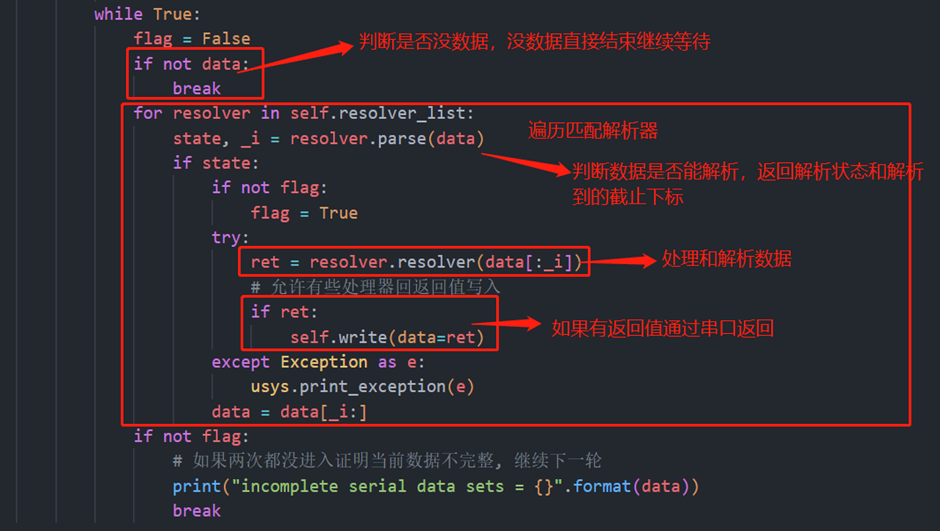 while True:
flag = False
判断是否没数据，没数据直接结束继续等待
if not data:
break
for resolver in self.resolver_list:
遍历匹配解析器
state, _i = resolver.parse(data)
if state:
判断数据是否能解析，返回解析状态和解析
到的截止下标
if not flag:
flag = True
try:
ret = resolver.resolver(data[:_i])
处理和解析数据
# 允许有些处理器回返回值写入
if ret:
如果有返回值通过串口返回
self.write(data=ret)
except Exception as e:
usys.print_exception(e)
data = data[_i:]
if not flag:
# 如果两次都没进入证明当前数据不完整, 继续下一轮
print("incomplete serial data sets = {}".format(data))
break